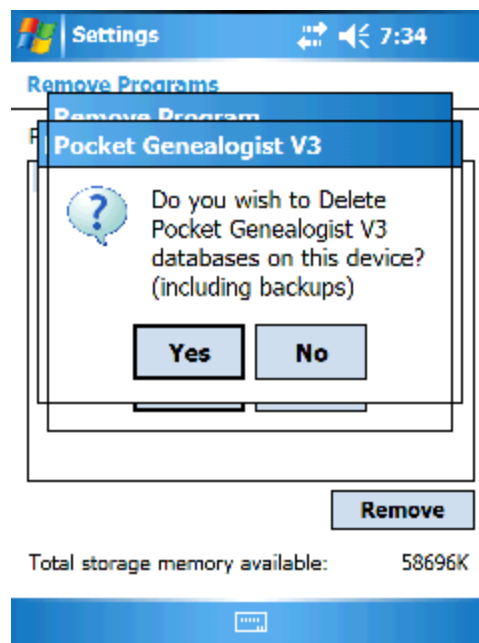 Settings 7:34
Remove Programs
Remove Program
Pocket Genealogist V3
Do you wish to Delete
Pocket Genealogist V3
databases on this device?
(including backups)
Yes No
Remove
Total storage memory available: 58696K